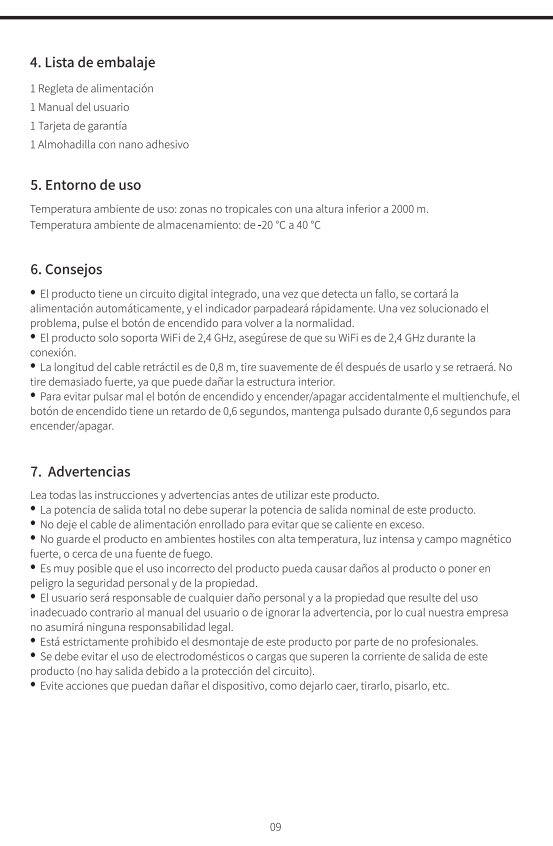 4. Lista de embalaje
1 Regleta de alimentación
1 Manual del usuario
1 Tarjeta de garantía
1 Almohadilla con nano adhesivo
5. Entorno de uso
Temperatura ambiente de uso: zonas no tropicales con una altura inferior a 2000 m.
Temperatura ambiente de almacenamiento: de -20 °C a 40 °C
6. Consejos
• El producto tiene un circuito digital integrado, una vez que detecta un fallo, se cortará la
alimentación automáticamente, y el indicador parpadeará rápidamente. Una vez solucionado el
problema, pulse el botón de encendido para volver a la normalidad.
• El producto solo soporta WiFi de 2,4 GHz, asegúrese de que su WiFi es de 2,4 GHz durante la
conexión.
• La longitud del cable retráctil es de 0,8 m, tire suavemente de él después de usarlo y se retraerá. No
tire demasiado fuerte, ya que puede dañar la estructura interior.
• Para evitar pulsar mal el botón de encendido y encender/apagar accidentalmente el multienchufe, el
botón de encendido tiene un retardo de 0,6 segundos, mantenga pulsado durante 0,6 segundos para
encender/apagar.
7. Advertencias
Lea todas las instrucciones y advertencias antes de utilizar este producto.
• La potencia de salida total no debe superar la potencia de salida nominal de este producto.
• No deje el cable de alimentación enrollado para evitar que se caliente en exceso.
• No guarde el producto en ambientes hostiles con alta temperatura, luz intensa y campo magnético
fuerte, o cerca de una fuente de fuego.
• Es muy posible que el uso incorrecto del producto pueda causar daños al producto o poner en
peligro la seguridad personal y de la propiedad.
• El usuario será responsable de cualquier daño personal y a la propiedad que resulte del uso
inadecuado contrario al manual del usuario o de ignorar la advertencia, por lo cual nuestra empresa
no asumirá ninguna responsabilidad legal.
• Está estrictamente prohibido el desmontaje de este producto por parte de no profesionales.
• Se debe evitar el uso de electrodomésticos o cargas que superen la corriente de salida de este
producto (no hay salida debido a la protección del circuito).
• Evite acciones que puedan dañar el dispositivo, como dejarlo caer, tirarlo, pisarlo, etc.
09